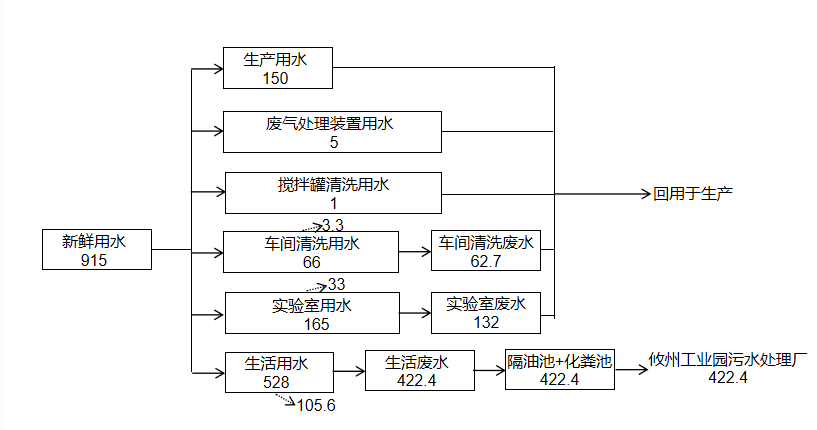 生产用水
150
废气处理装置用水
5
搅拌罐清洗用水
1
回用于生产
3.3
新鲜用水
915
车间清洗用水
66
车间清洗废水
62.7
33
实验室用水
165
实验室废水
132
生活用水
528
生活废水
422.4
隔油池+化粪池
422.4
攸州工业园污水处理厂
422.4
105.6